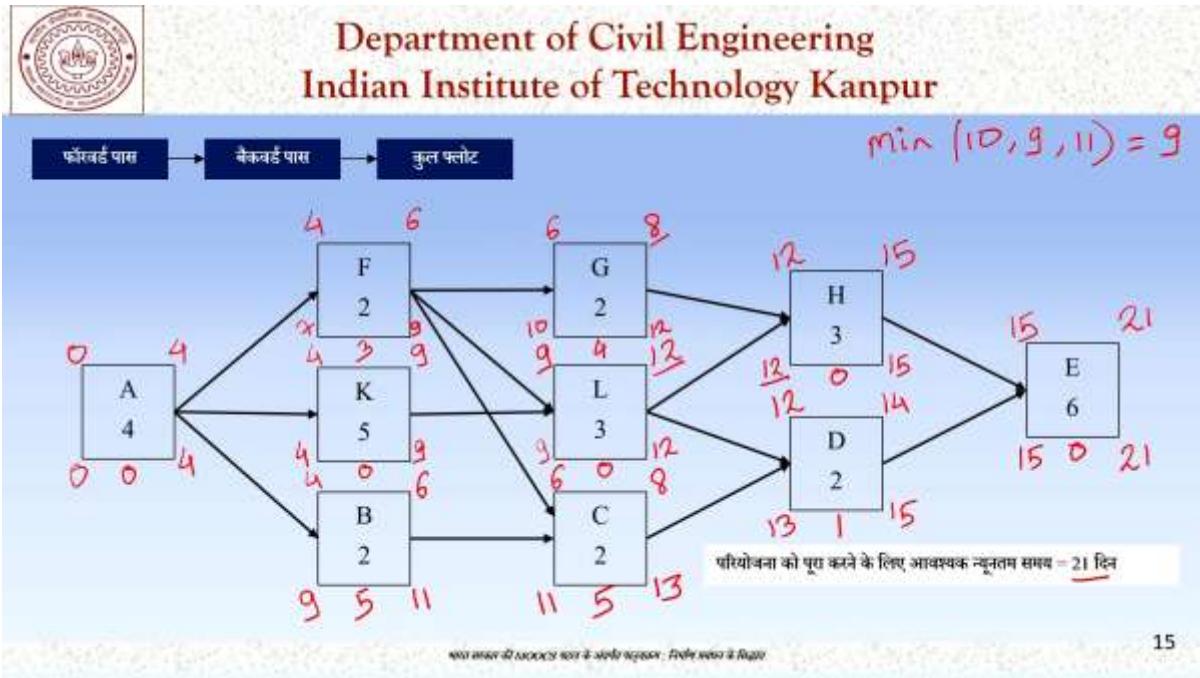 Department of Civil Engineering
Indian Institute of Technology Kanpur
फॉरवर्ड पास
बैकवर्ड पास
कुल फ्लोट
min (10, 9, 11) = 9
4 6
F
2
7 3 9
6 8
G
2
10 4 12
12 15
H
3
12 0 15
0 4
A
4
0 0 4
4 9
K
5
4 0 9
9 12
L
3
9 0 12
15 21
E
6
15 0 21
4 6
B
2
9 5 11
6 8
C
2
11 5 13
12 14
D
2
13 1 15
परियोजना को पूरा करने के लिए आवश्यक न्यूनतम समय = 21 दिन
15